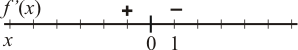 f'(x) + −
x 0 1